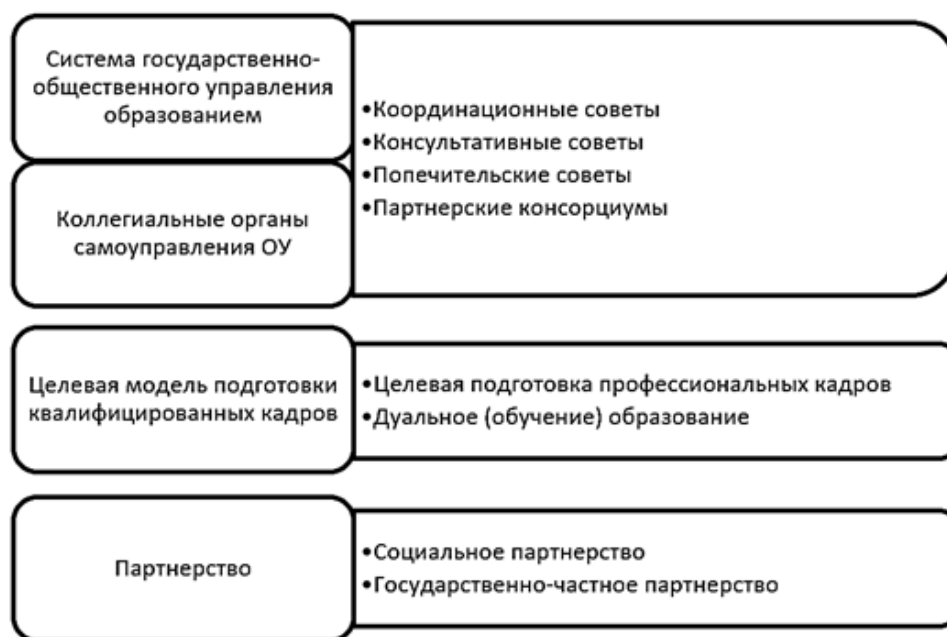 Система государственно-
общественного управления
образованием
Коллегиальные органы
самоуправления ОУ
•Координационные советы
•Консультативные советы
•Попечительские советы
•Партнерские консорциумы
Целевая модель подготовки
квалифицированных кадров
•Целевая подготовка профессиональных кадров
•Дуальное (обучение) образование
Партнерство
•Социальное партнерство
•Государственно-частное партнерство